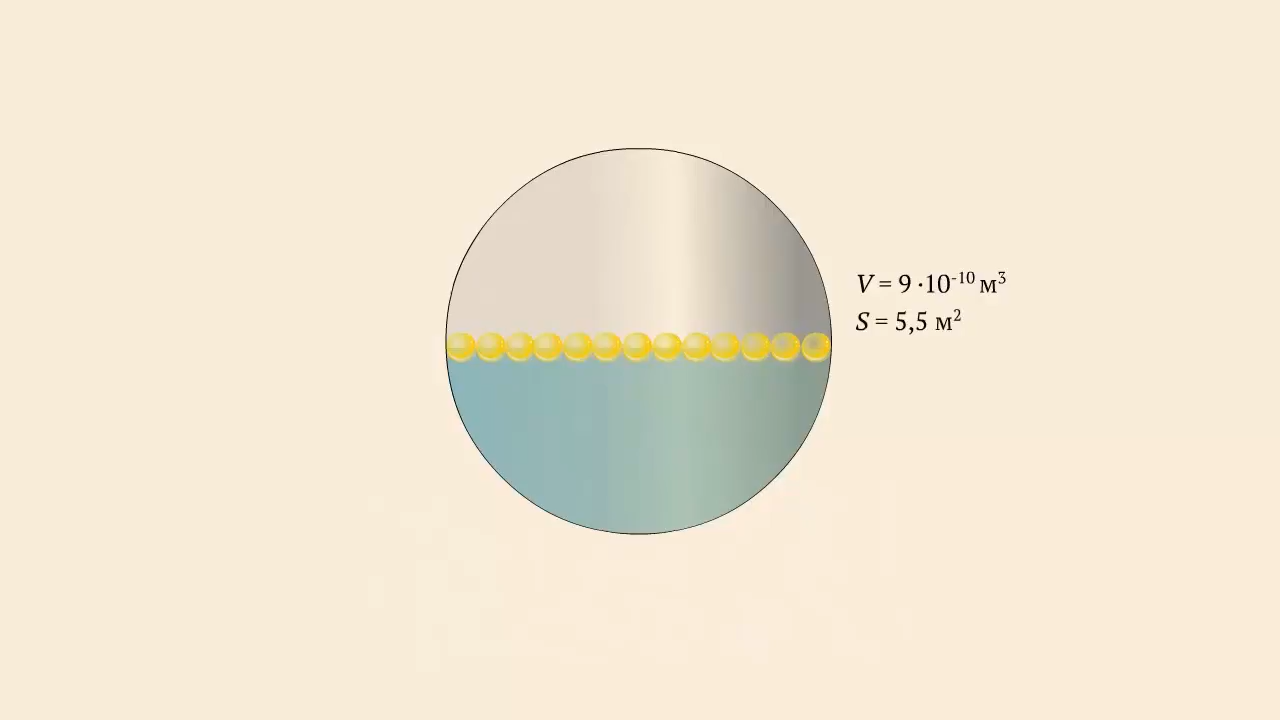 V = 9 ·10⁻¹⁰ м³
S = 5,5 м²